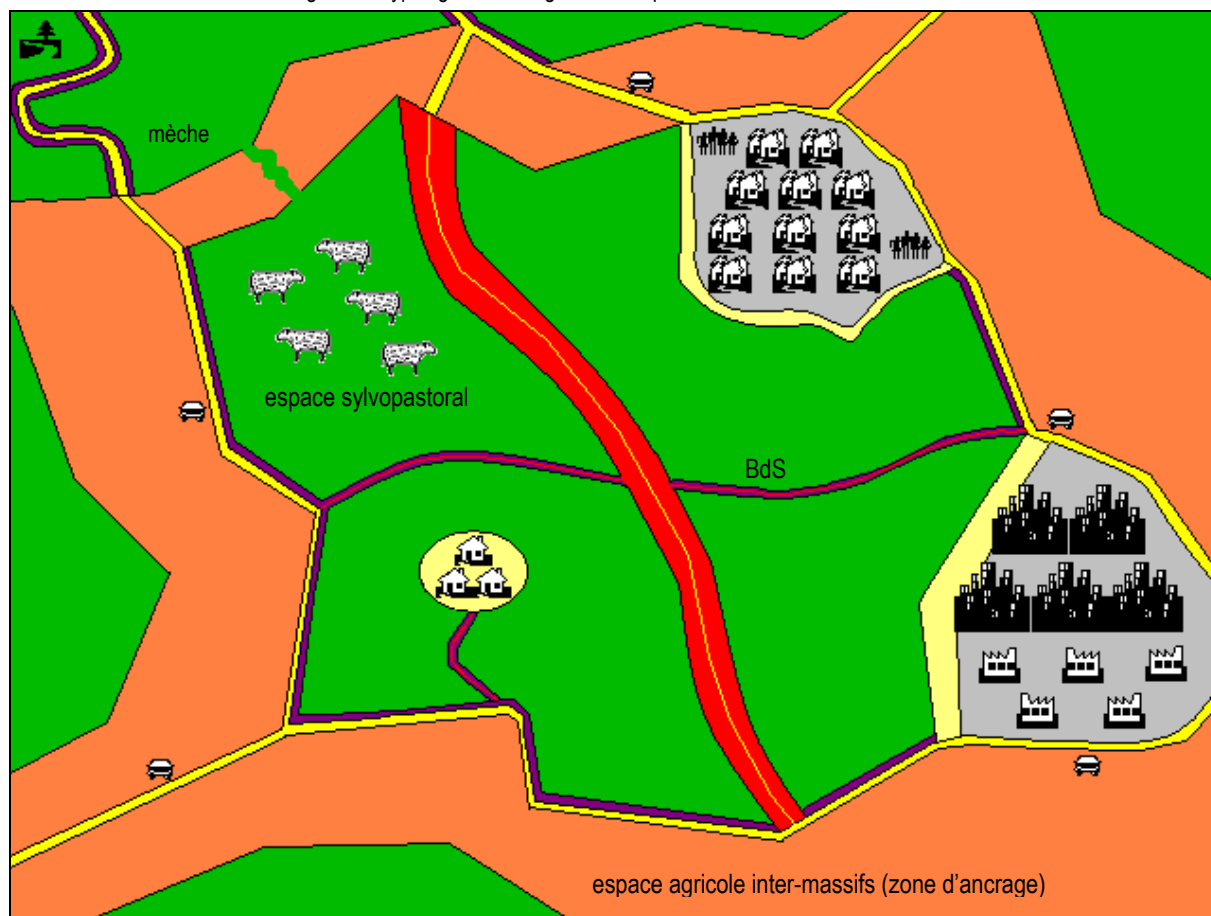 mèche
espace sylvopastoral
BdS
espace agricole inter-massifs (zone d'ancrage)